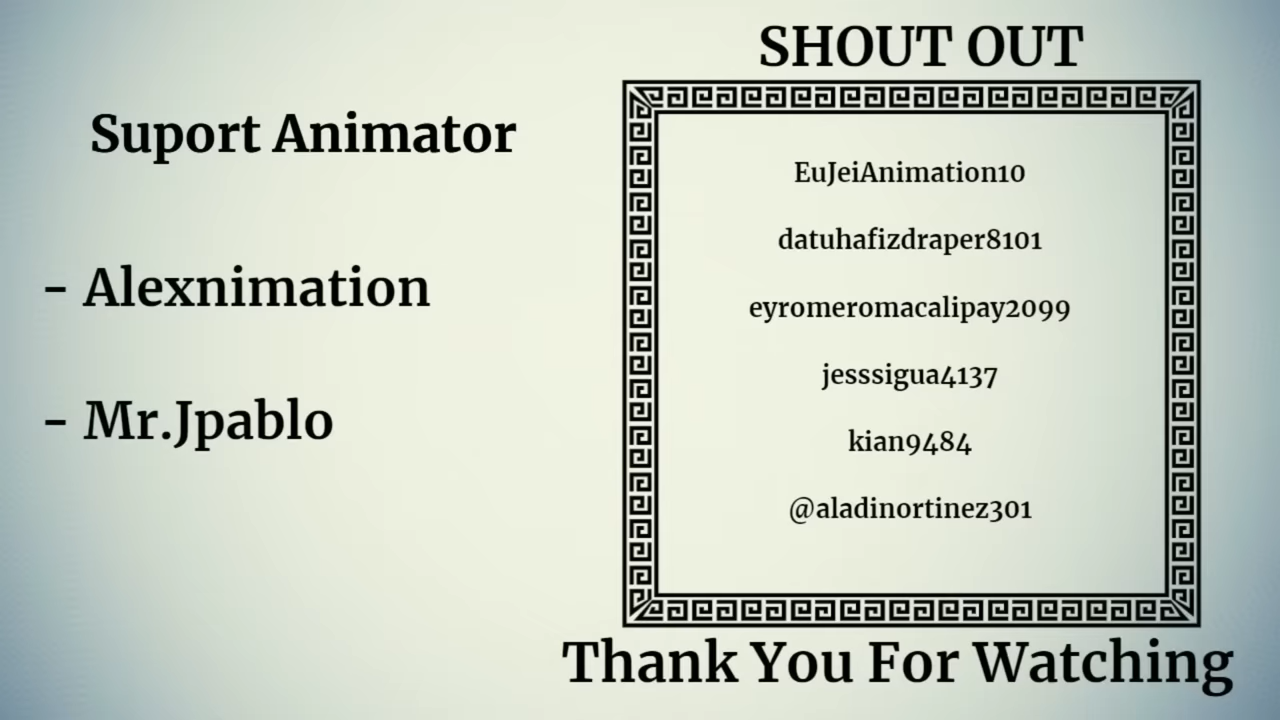 Suport Animator
- Alexnimation
- Mr.Jpablo
SHOUT OUT
EuJeiAnimation10
datuhafizdraper8101
eyromeromacalipay2099
jesssigua4137
kian9484
@aladinortinez301
Thank You For Watching